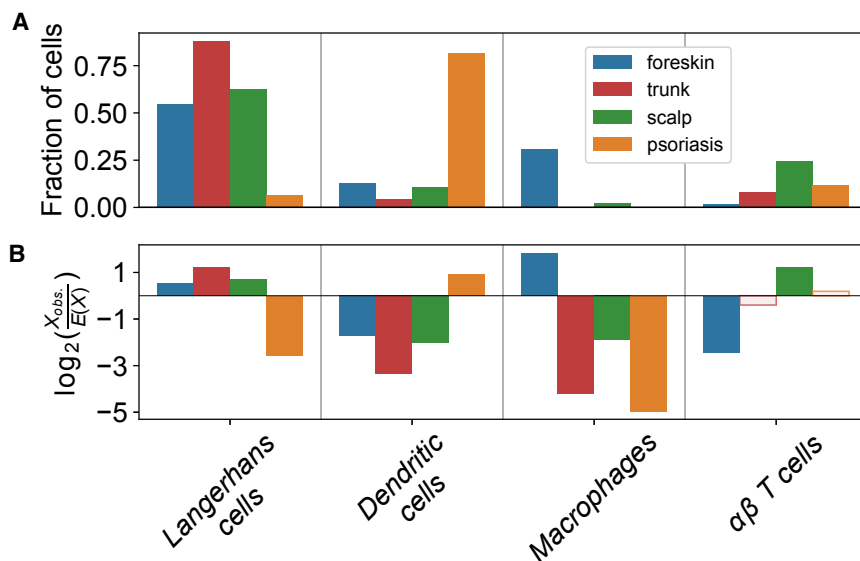 A
Fraction of cells
0.75
0.50
0.25
0.00
foreskin
trunk
scalp
psoriasis
B
log₂(X_obs./E(X))
1
−1
−3
−5
Langerhans
cells
Dendritic
cells
Macrophages
αβ T cells